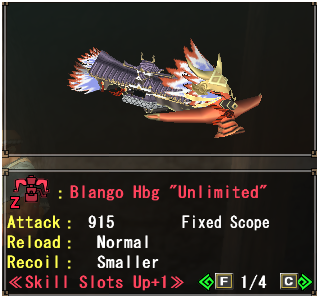 Z : Blango Hbg "Unlimited"
Attack : 915 Fixed Scope
Reload : Normal
Recoil : Smaller
≪Skill Slots Up+1≫ F 1/4 C